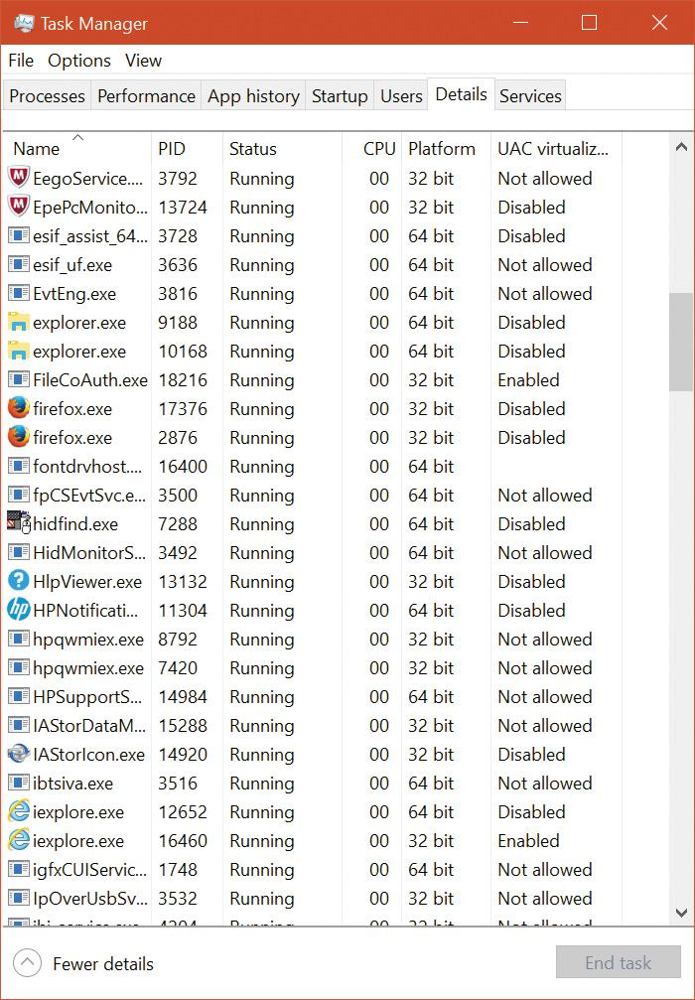 Task Manager
File Options View
Processes Performance App history Startup Users Details Services
Name PID Status CPU Platform UAC virtualiz...
EegoService.... 3792 Running 00 32 bit Not allowed
EpePcMonito... 13724 Running 00 32 bit Disabled
esif_assist_64... 3728 Running 00 64 bit Disabled
esif_uf.exe 3636 Running 00 64 bit Not allowed
EvtEng.exe 3816 Running 00 64 bit Not allowed
explorer.exe 9188 Running 00 64 bit Disabled
explorer.exe 10168 Running 00 64 bit Disabled
FileCoAuth.exe 18216 Running 00 32 bit Enabled
firefox.exe 17376 Running 00 32 bit Disabled
firefox.exe 2876 Running 00 32 bit Disabled
fontdrvhost.... 16400 Running 00 64 bit
fpCSEvtSvc.e... 3500 Running 00 64 bit Not allowed
hidfind.exe 7288 Running 00 64 bit Disabled
HidMonitorS... 3492 Running 00 64 bit Not allowed
HlpViewer.exe 13132 Running 00 32 bit Disabled
HPNotificati... 11304 Running 00 64 bit Disabled
hpqwmiex.exe 8792 Running 00 32 bit Not allowed
hpqwmiex.exe 7420 Running 00 32 bit Not allowed
HPSupportS... 14984 Running 00 64 bit Not allowed
IAStorDataM... 15288 Running 00 32 bit Not allowed
IAStorIcon.exe 14920 Running 00 32 bit Disabled
ibtsiva.exe 3516 Running 00 64 bit Not allowed
iexplore.exe 12652 Running 00 64 bit Disabled
iexplore.exe 16460 Running 00 32 bit Enabled
igfxCUIServic... 1748 Running 00 64 bit Not allowed
IpOverUsbSv... 3532 Running 00 32 bit Not allowed
Fewer details End task